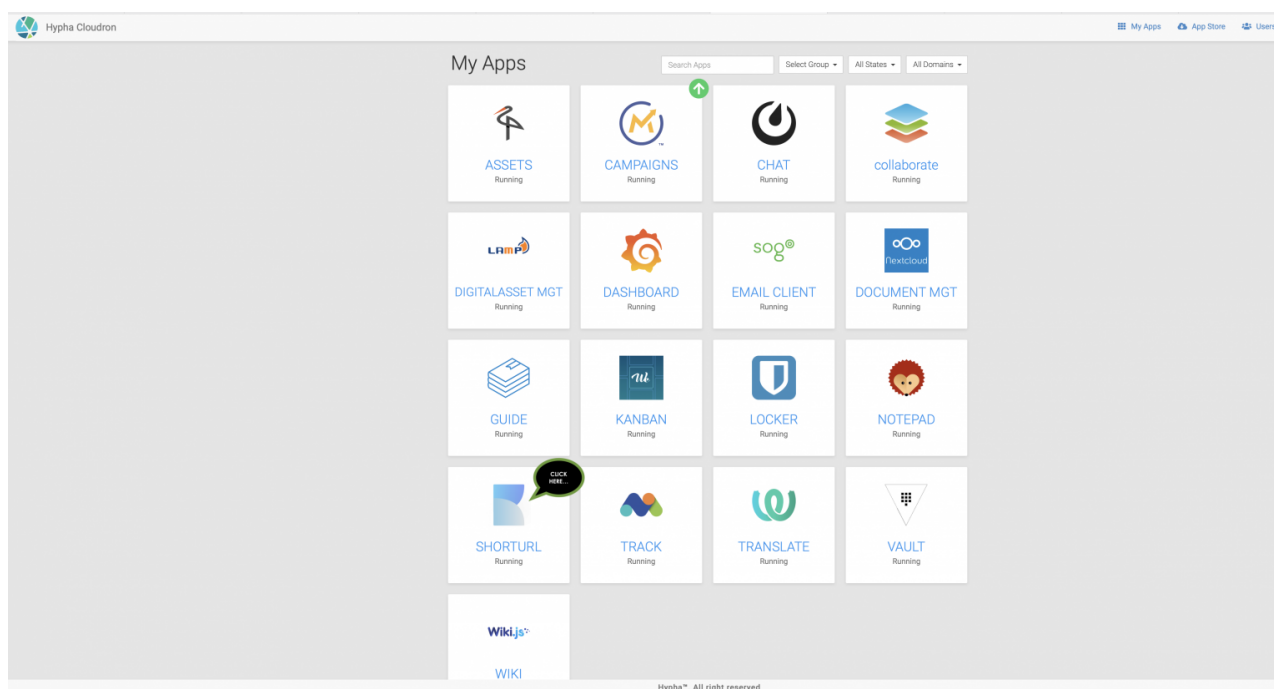 Hypha Cloudron
My Apps
App Store
Users
My Apps
Search Apps
Select Group
All States
All Domains
ASSETS
Running
CAMPAIGNS
Running
CHAT
Running
collaborate
Running
LAMP
DIGITALASSET MGT
Running
DASHBOARD
Running
sogo
EMAIL CLIENT
Running
nextcloud
DOCUMENT MGT
Running
GUIDE
Running
KANBAN
Running
LOCKER
Running
NOTEPAD
Running
CLICK
HERE...
SHORTURL
Running
TRACK
Running
TRANSLATE
Running
VAULT
Running
Wiki.js
WIKI
Hypha™. All right reserved